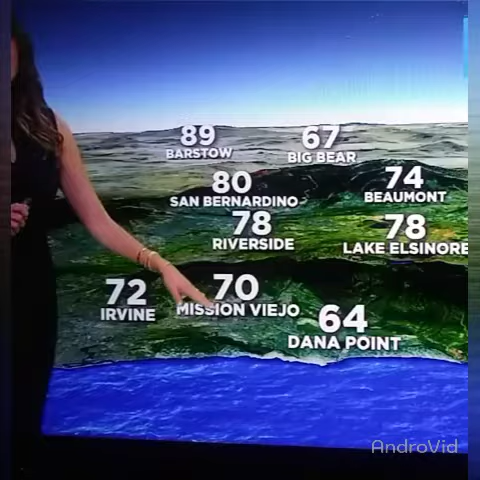 89
BARSTOW
67
BIG BEAR
80
SAN BERNARDINO
74
BEAUMONT
78
RIVERSIDE
78
LAKE ELSINORE
72
IRVINE
70
MISSION VIEJO
64
DANA POINT
AndroVid